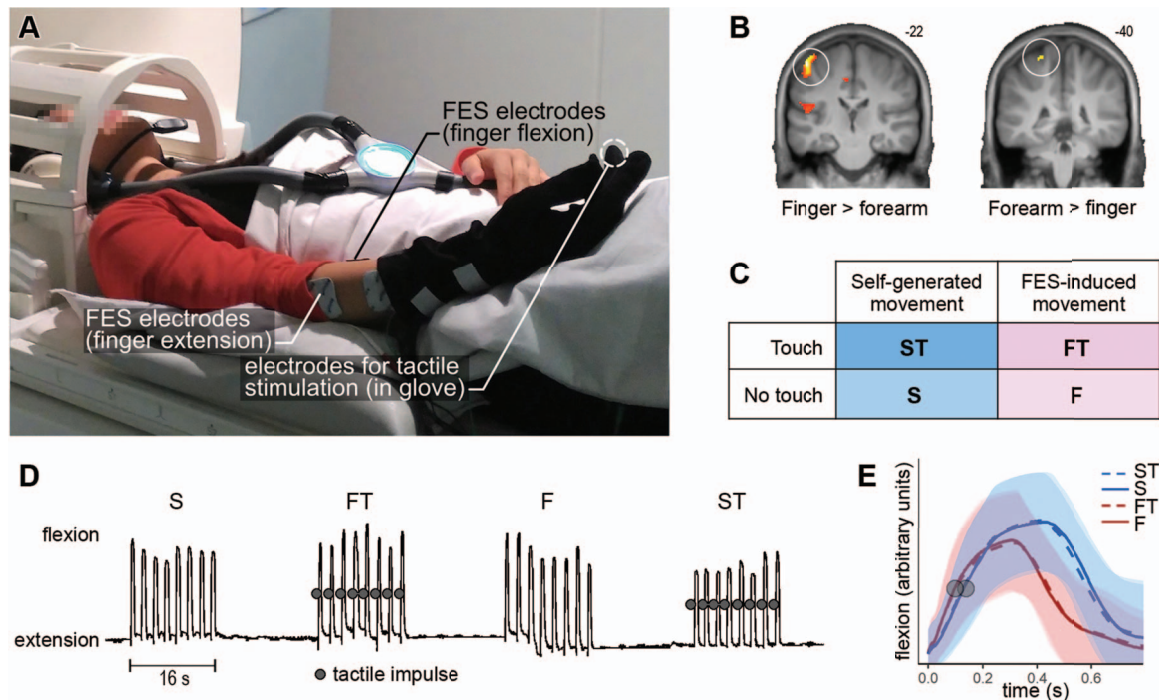 A
FES electrodes
(finger flexion)
FES electrodes
(finger extension)
electrodes for tactile
stimulation (in glove)
B
-22
-40
Finger > forearm
Forearm > finger
C
Self-generated
movement
FES-induced
movement
Touch
ST
FT
No touch
S
F
D
S
FT
F
ST
flexion
extension
16 s
tactile impulse
E
flexion (arbitrary units)
ST
S
FT
F
0.0
0.2
0.4
0.6
time (s)